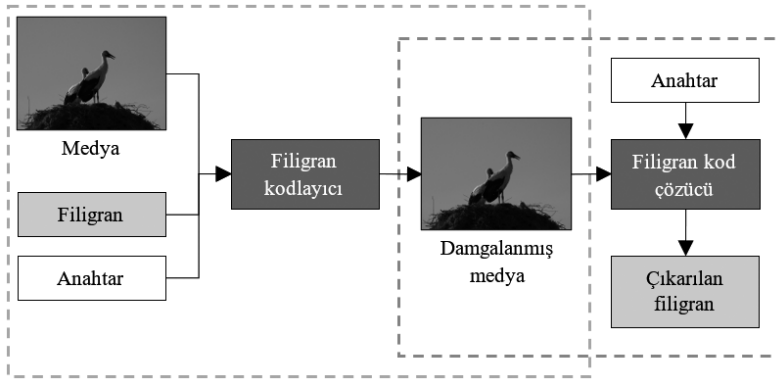 Medya
Filigran
Anahtar
Filigran
kodlayıcı
Damgalanmış
medya
Anahtar
Filigran kod
çözücü
Çıkarılan
filigran